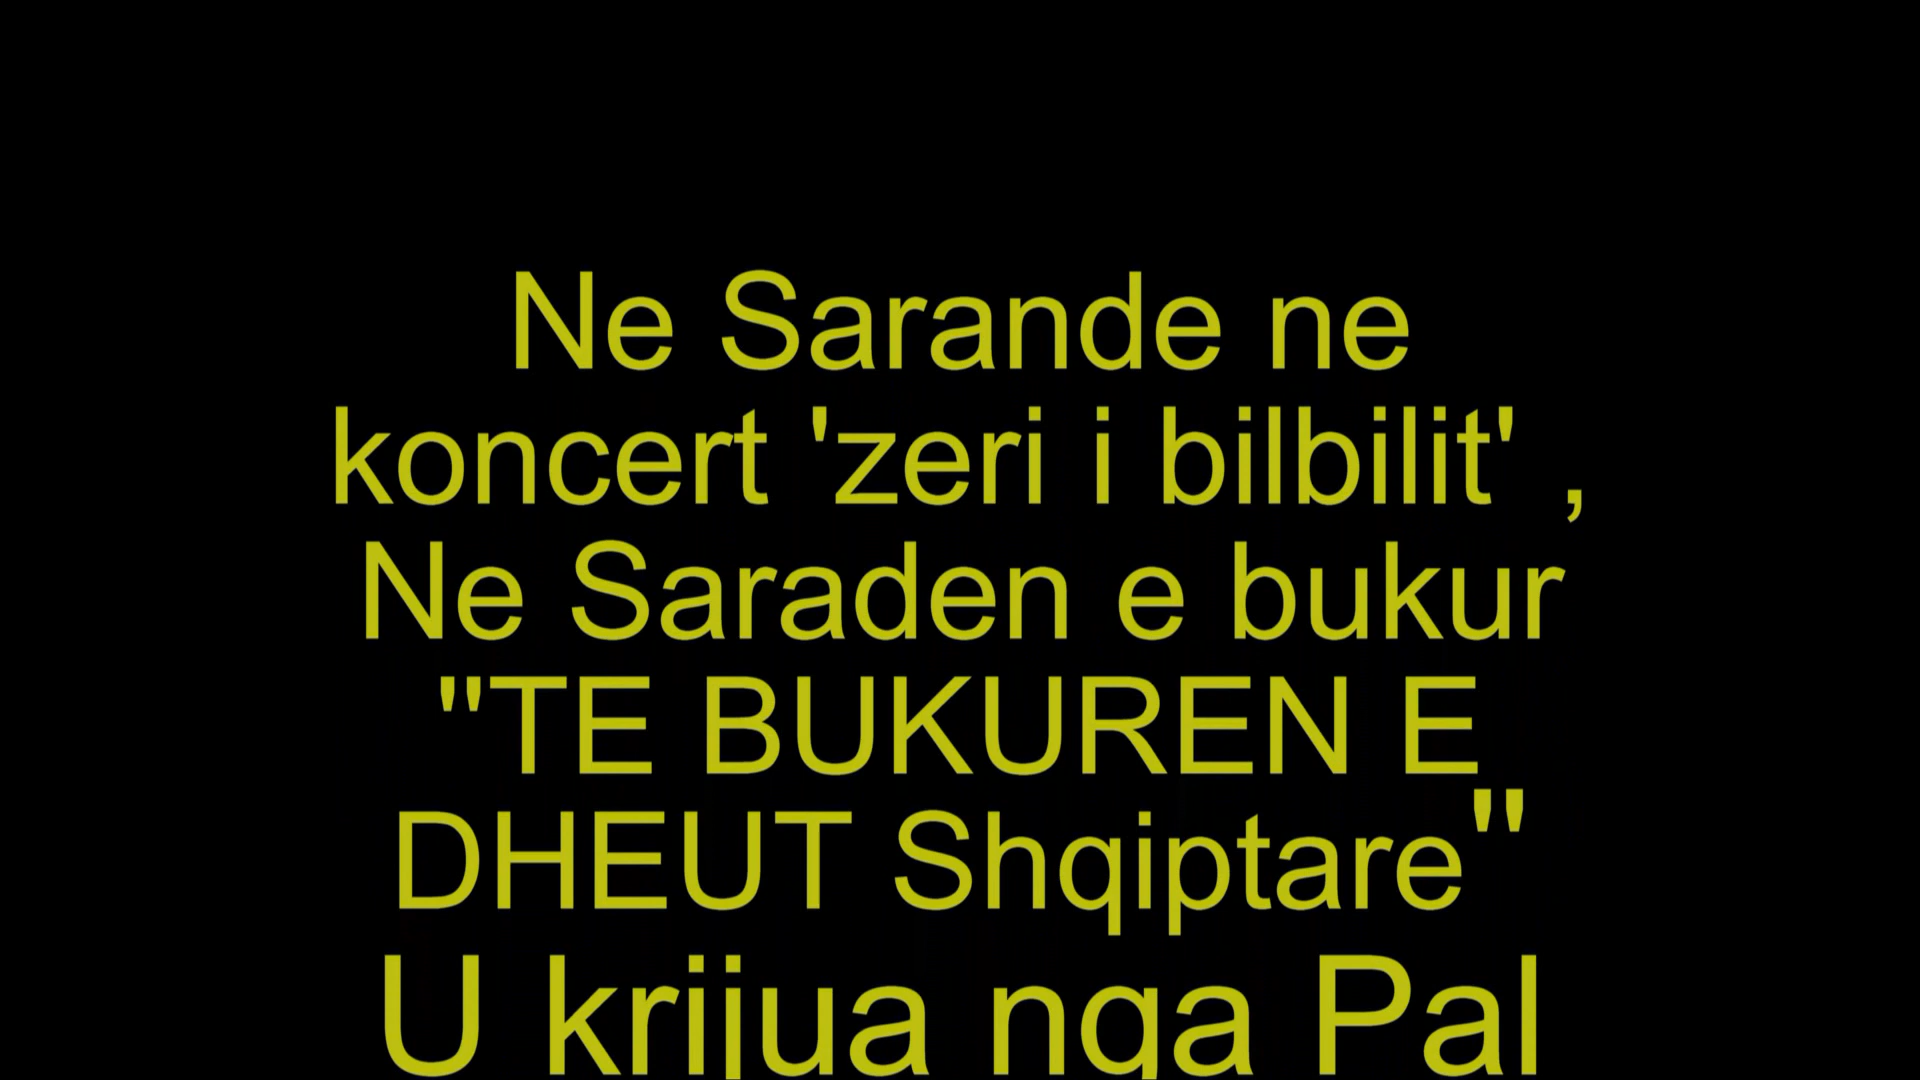 Ne Sarande ne
koncert 'zeri i bilbilit' ,
Ne Saraden e bukur
"TE BUKUREN E
DHEUT Shqiptare"
U krijua nga Pal